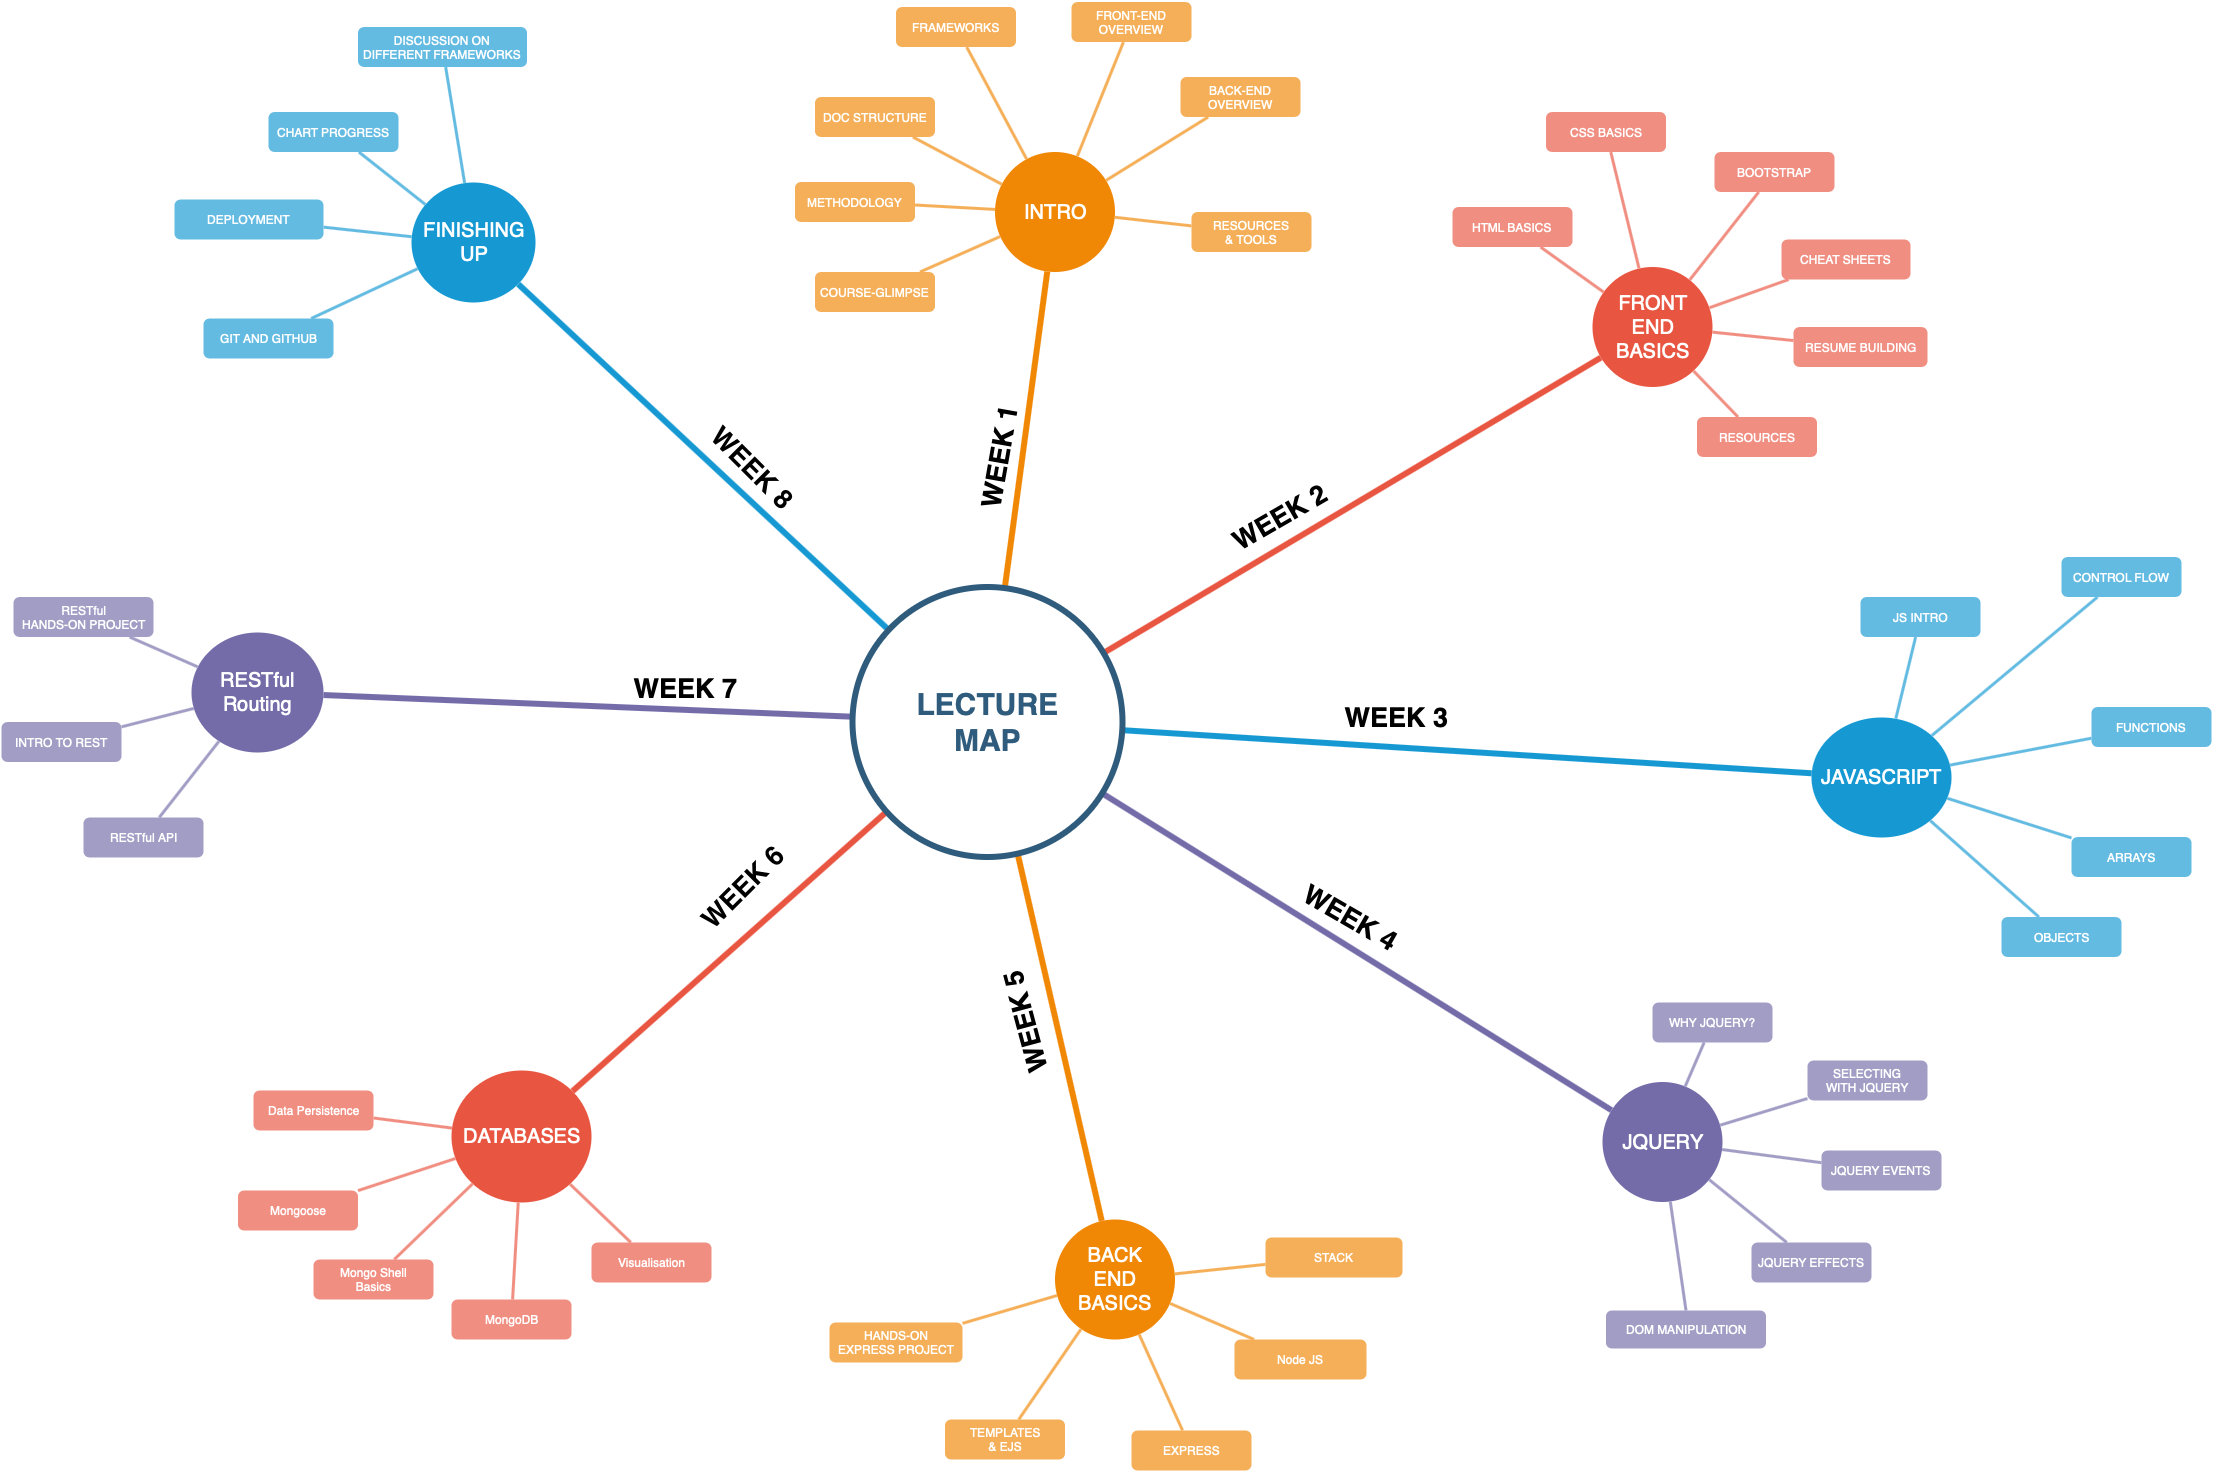 LECTURE
MAP
WEEK 1
INTRO
COURSE-GLIMPSE
METHODOLOGY
DOC STRUCTURE
FRAMEWORKS
FRONT-END
OVERVIEW
BACK-END
OVERVIEW
RESOURCES
& TOOLS
WEEK 2
FRONT
END
BASICS
HTML BASICS
CSS BASICS
BOOTSTRAP
CHEAT SHEETS
RESUME BUILDING
RESOURCES
WEEK 3
JAVASCRIPT
JS INTRO
CONTROL FLOW
FUNCTIONS
ARRAYS
OBJECTS
WEEK 4
JQUERY
WHY JQUERY?
SELECTING
WITH JQUERY
JQUERY EVENTS
JQUERY EFFECTS
DOM MANIPULATION
WEEK 5
BACK
END
BASICS
STACK
Node JS
EXPRESS
TEMPLATES
& EJS
HANDS-ON
EXPRESS PROJECT
WEEK 6
DATABASES
Visualisation
MongoDB
Mongo Shell
Basics
Mongoose
Data Persistence
WEEK 7
RESTful
Routing
RESTful API
INTRO TO REST
RESTful
HANDS-ON PROJECT
WEEK 8
FINISHING
UP
GIT AND GITHUB
DEPLOYMENT
CHART PROGRESS
DISCUSSION ON
DIFFERENT FRAMEWORKS